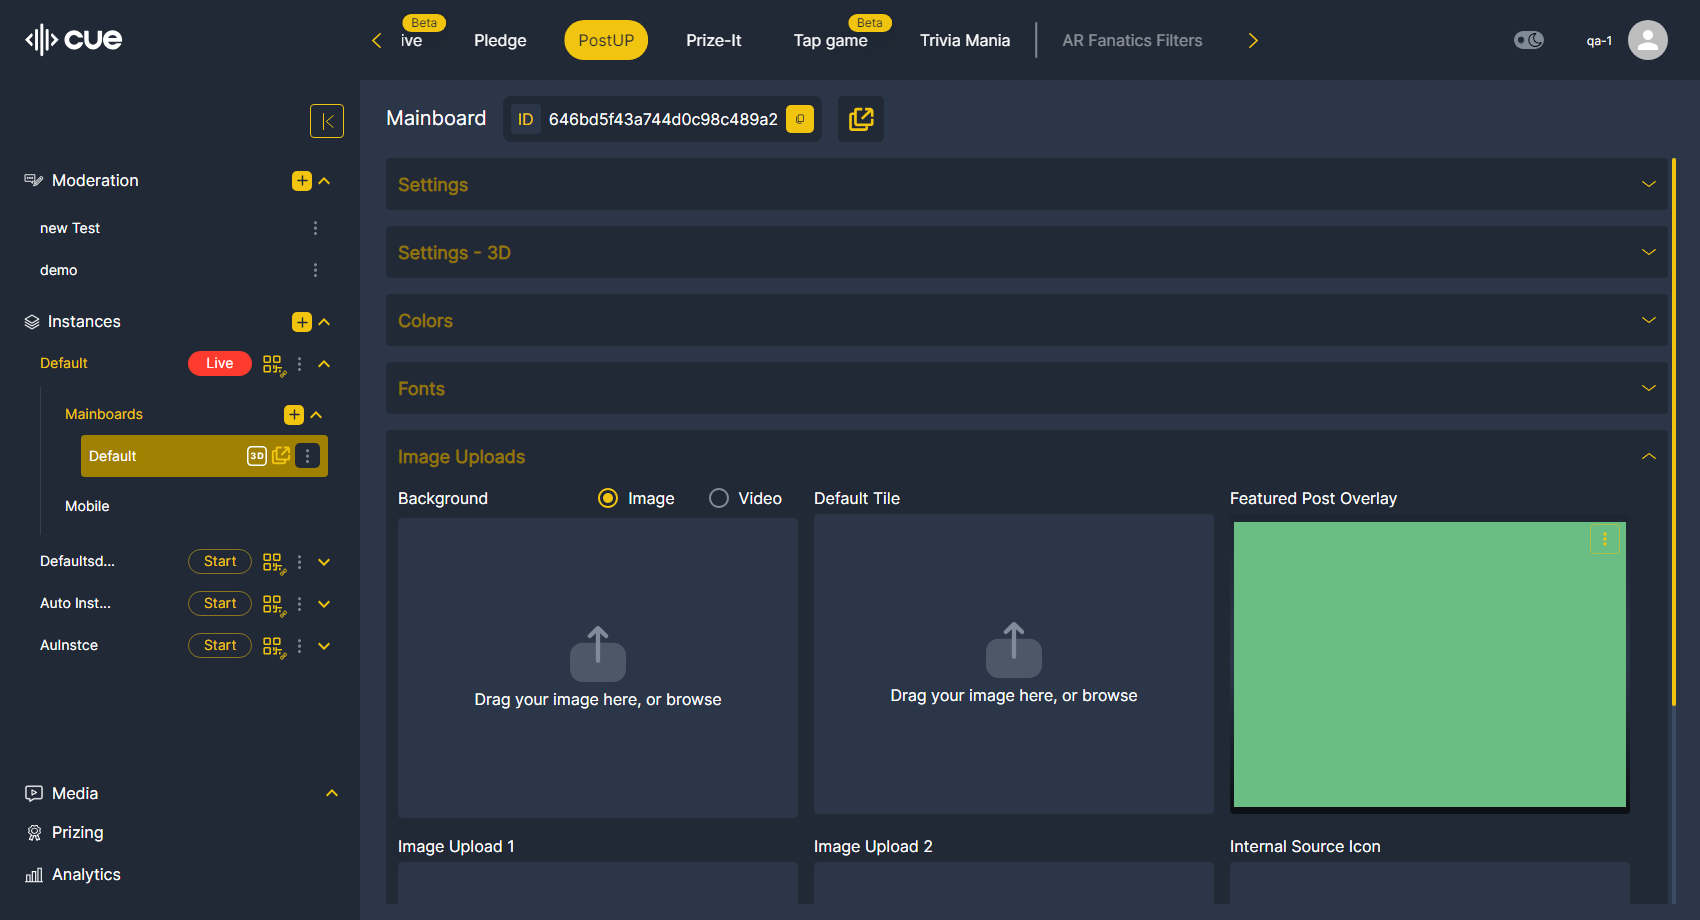 cue
Beta
ive
Pledge
PostUP
Prize-It
Beta
Tap game
Trivia Mania
AR Fanatics Filters
qa-1
Mainboard
ID
646bd5f43a744d0c98c489a2
Moderation
new Test
demo
Instances
Default
Live
Mainboards
Default
3D
Mobile
Defaultsd...
Start
Auto Inst...
Start
AuInstce
Start
Media
Prizing
Analytics
Settings
Settings - 3D
Colors
Fonts
Image Uploads
Background
Image
Video
Default Tile
Featured Post Overlay
Drag your image here, or browse
Drag your image here, or browse
Image Upload 1
Image Upload 2
Internal Source Icon